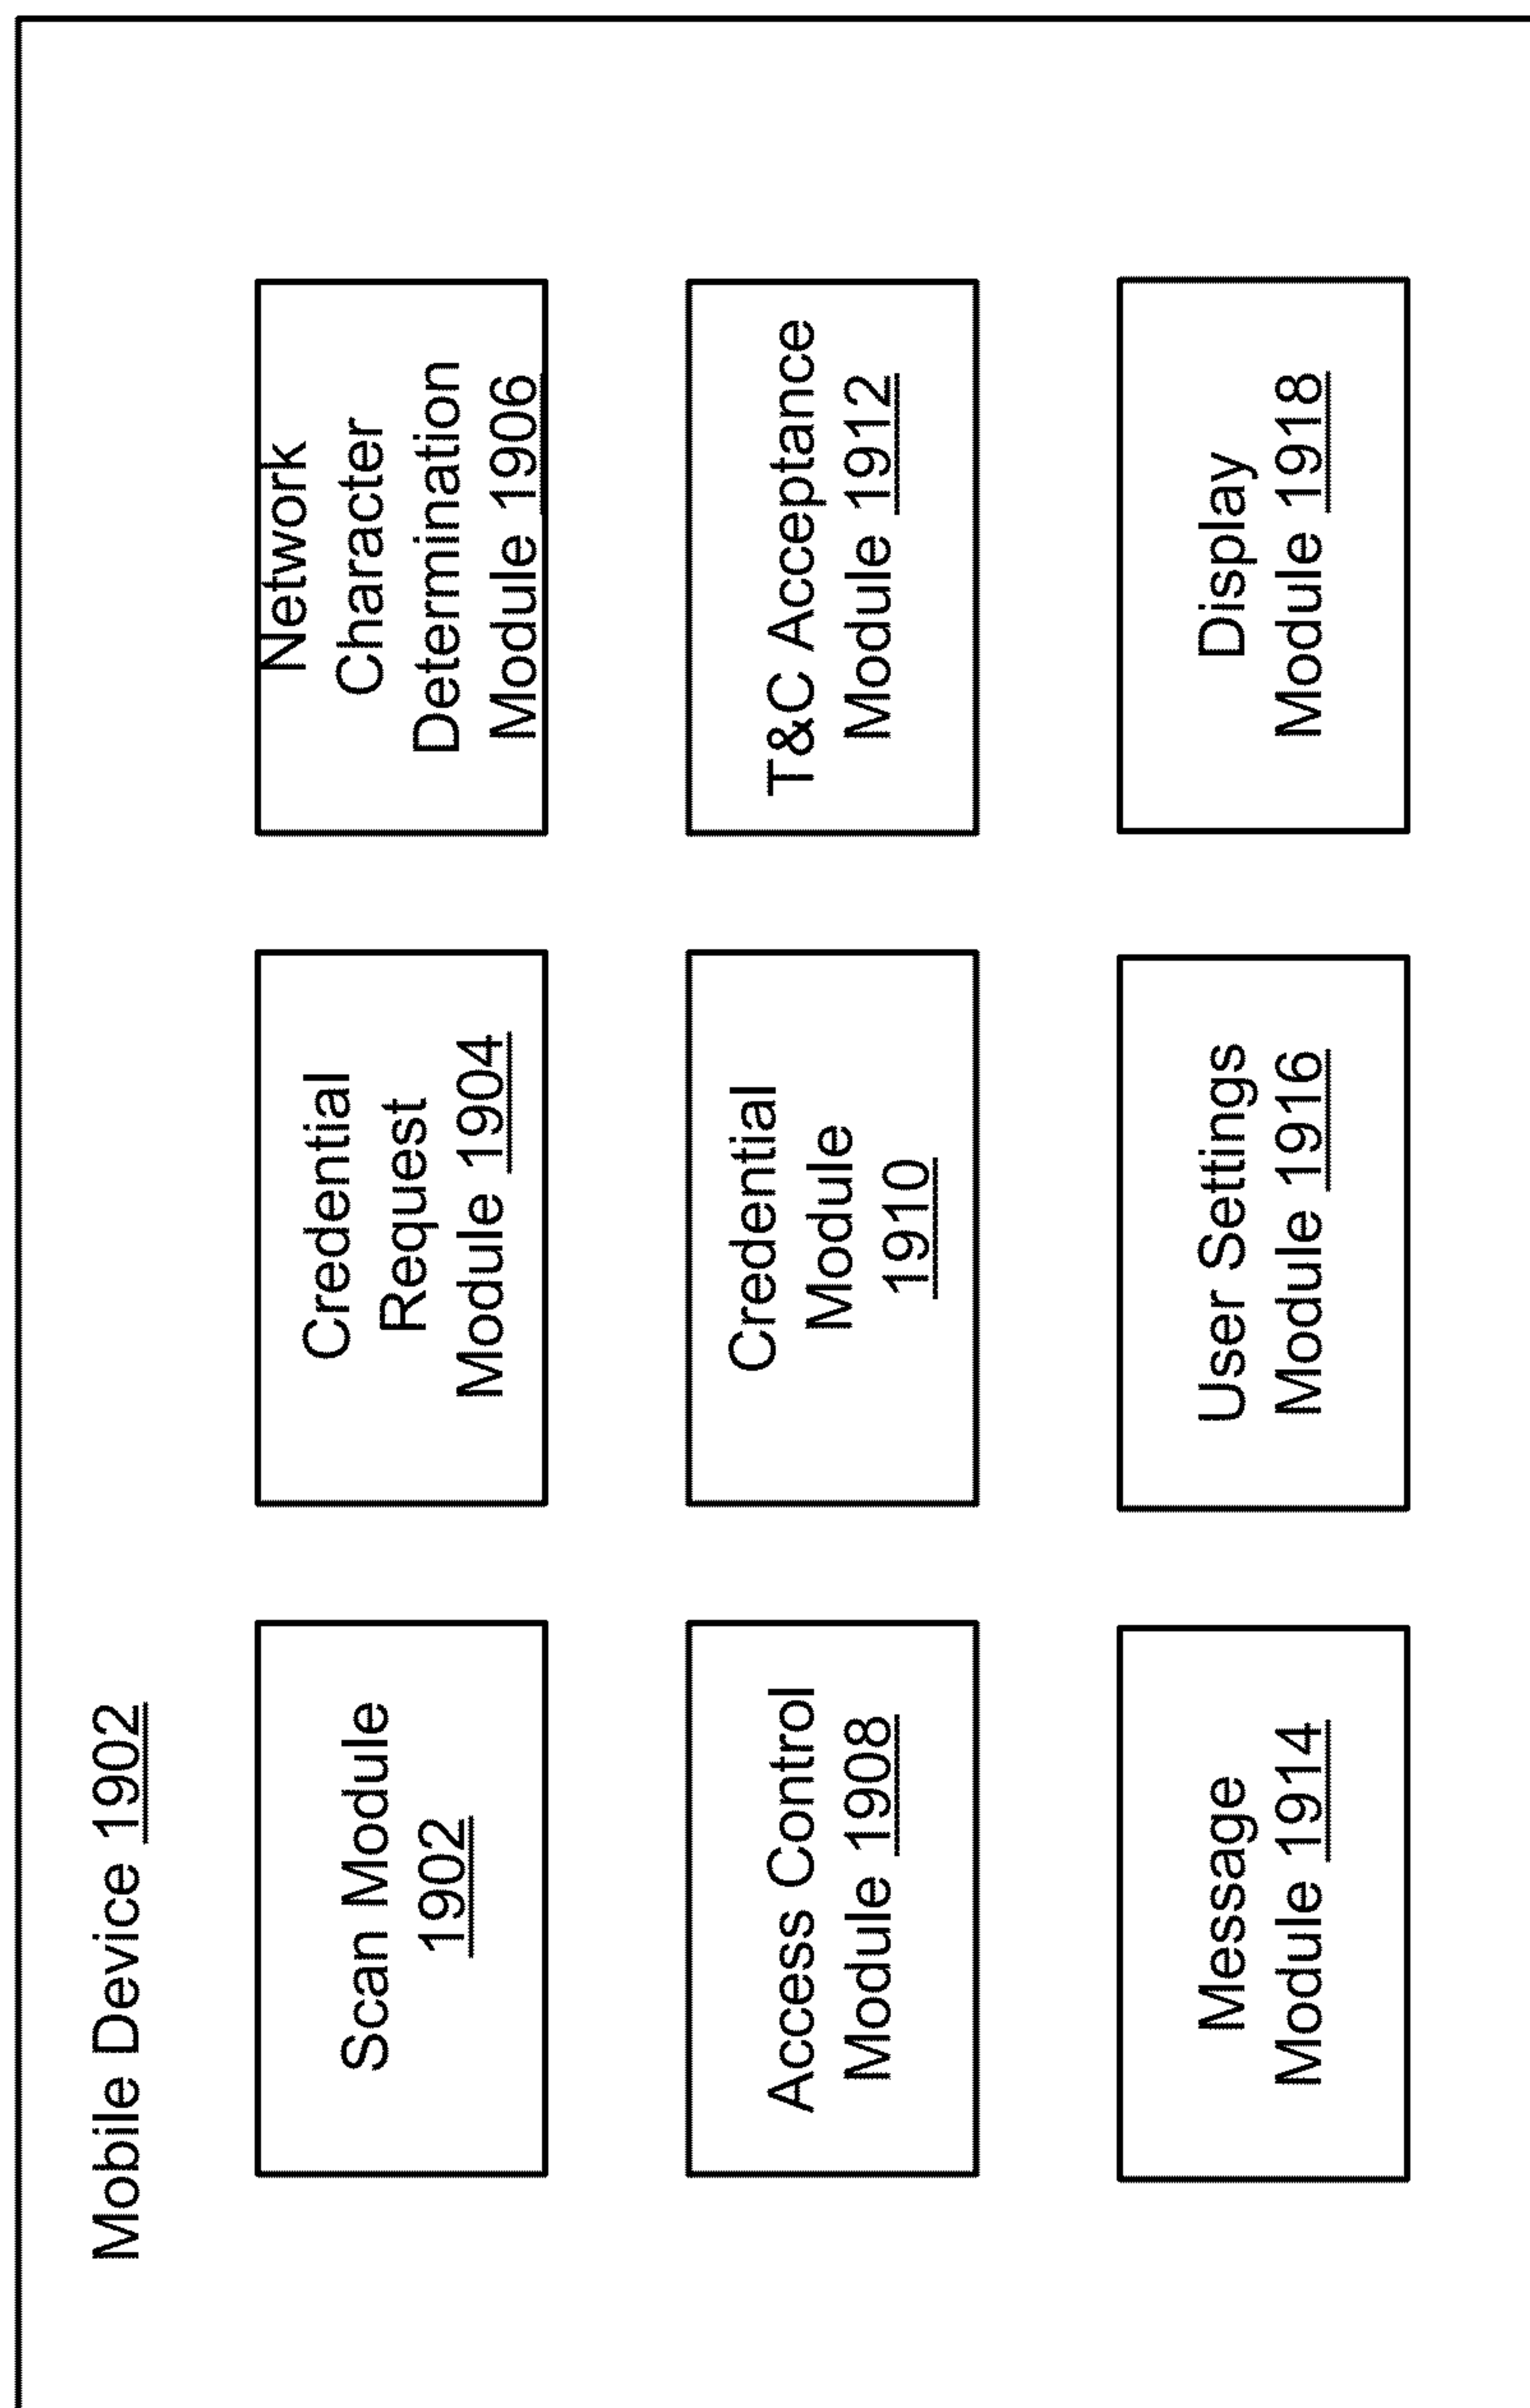 Mobile Device 1902
Scan Module
1902
Credential
Request
Module 1904
Network
Character
Determination
Module 1906
Access Control
Module 1908
Credential
Module
1910
T&C Acceptance
Module 1912
Message
Module 1914
User Settings
Module 1916
Display
Module 1918